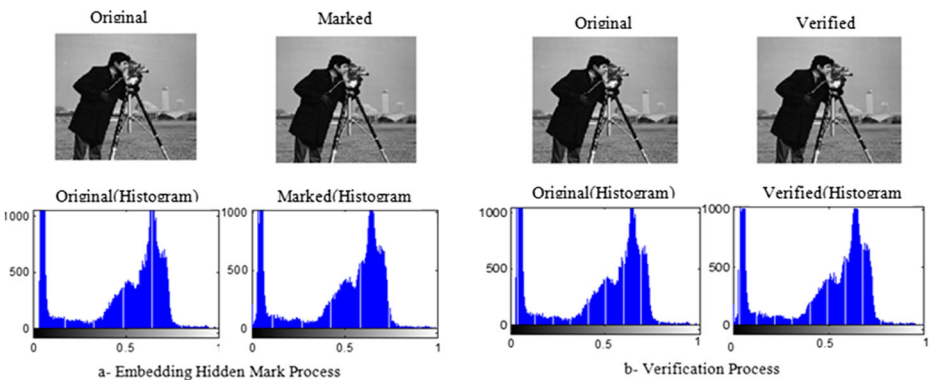 Original
Marked
Original
Verified
Original(Histogram)
Marked(Histogram
Original(Histogram)
Verified(Histogram
1000
500
0
0
0.5
1
1000
500
0
0
0.5
1
1000
500
0
0
0.5
1
1000
500
0
0
0.5
1
a- Embedding Hidden Mark Process
b- Verification Process